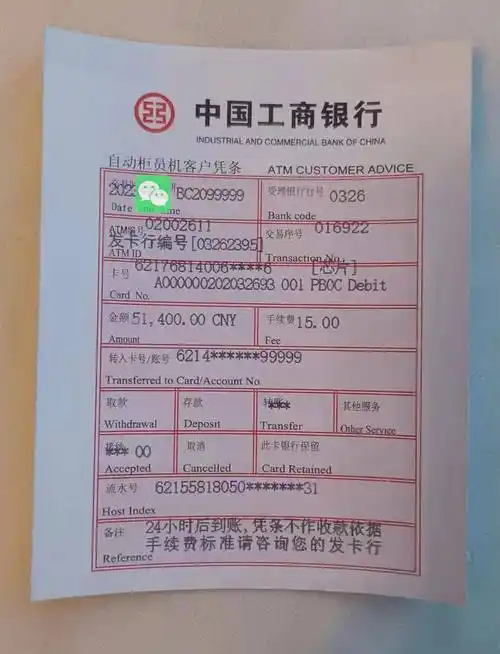 中国工商银行
INDUSTRIAL AND COMMERCIAL BANK OF CHINA
自动柜员机客户凭条 ATM CUSTOMER ADVICE
BC2099999
Date
受理银行行号 0326
Bank code
ATM编号 02002611
发卡行编号[03262395]
ATM ID
交易序号 016922
Transaction No.
卡号 62176814006****6 [芯片]
A000000202032693 001 PBOC Debit
Card No.
金额 51,400.00 CNY
Amount
手续费 15.00
Fee
转入卡号/账号 6214******99999
Transferred to Card/Account No.
取款
Withdrawal
存款
Deposit
转账 ***
Transfer
其他服务
Other Service
*** 00
Accepted
取消
Cancelled
此卡银行保留
Card Retained
流水号 62155818050*******31
Host Index
备注 24小时后到账,凭条不作收款依据
手续费标准请咨询您的发卡行
Reference